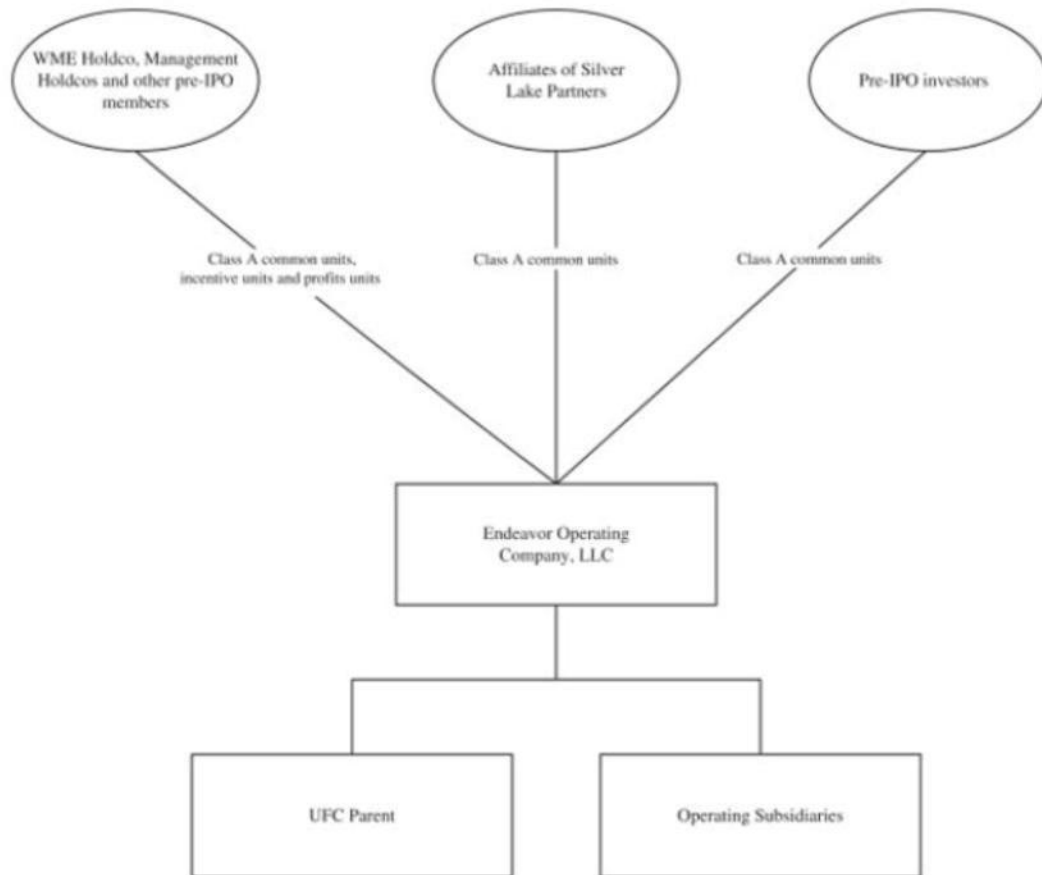 WME Holdco, Management
Holdcos and other pre-IPO
members
Affiliates of Silver
Lake Partners
Pre-IPO investors
Class A common units,
incentive units and profits units
Class A common units
Class A common units
Endeavor Operating
Company, LLC
UFC Parent
Operating Subsidiaries